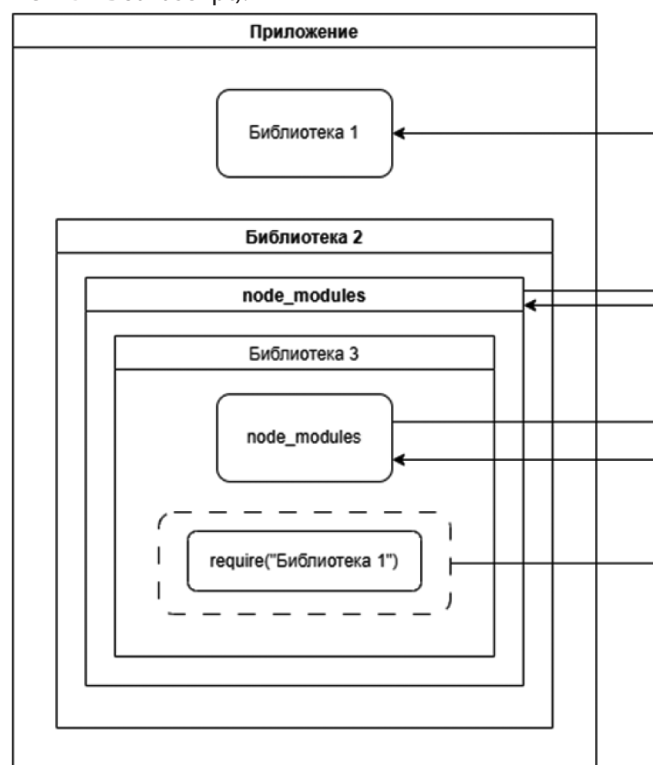 Приложение
Библиотека 1
Библиотека 2
node_modules
Библиотека 3
node_modules
require("Библиотека 1")